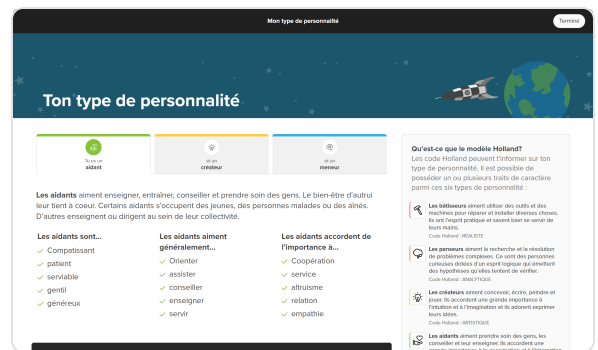 Mon type de personnalité
Terminé
Ton type de personnalité
Tu es un
aidant
et un
créateur
et un
meneur
Les aidants aiment enseigner, entraîner, conseiller et prendre soin des gens. Le bien-être d'autrui
leur tient à coeur. Certains aidants s'occupent des jeunes, des personnes malades ou des aînés.
D'autres enseignent ou dirigent au sein de leur collectivité.
Les aidants sont...
Compatissant
patient
serviable
gentil
généreux
Les aidants aiment
généralement...
Orienter
assister
conseiller
enseigner
servir
Les aidants accordent de
l'importance à...
Coopération
service
altruisme
relation
empathie
Qu'est-ce que le modèle Holland?
Les code Holland peuvent t'informer sur ton
type de personnalité. Il est possible de
posséder un ou plusieurs traits de caractère
parmi ces six types de personnalité :
Les bâtisseurs aiment utiliser des outils et des
machines pour réparer et installer diverses choses.
Ils ont l'esprit pratique et savent bien se servir de
leurs mains.
Code Holland : RÉALISTE
Les penseurs aiment la recherche et la résolution
de problèmes complexes. Ce sont des personnes
curieuses dotées d'un esprit logique qui émettent
des hypothèses qu'elles tentent de vérifier.
Code Holland : ANALYTIQUE
Les créateurs aiment concevoir, écrire, peindre et
jouer. Ils accordent une grande importance à
l'intuition et à l'imagination et ils adorent exprimer
leurs idées.
Code Holland : ARTISTIQUE
Les aidants aiment prendre soin des gens, les
conseiller et leur enseigner. Ils accordent une